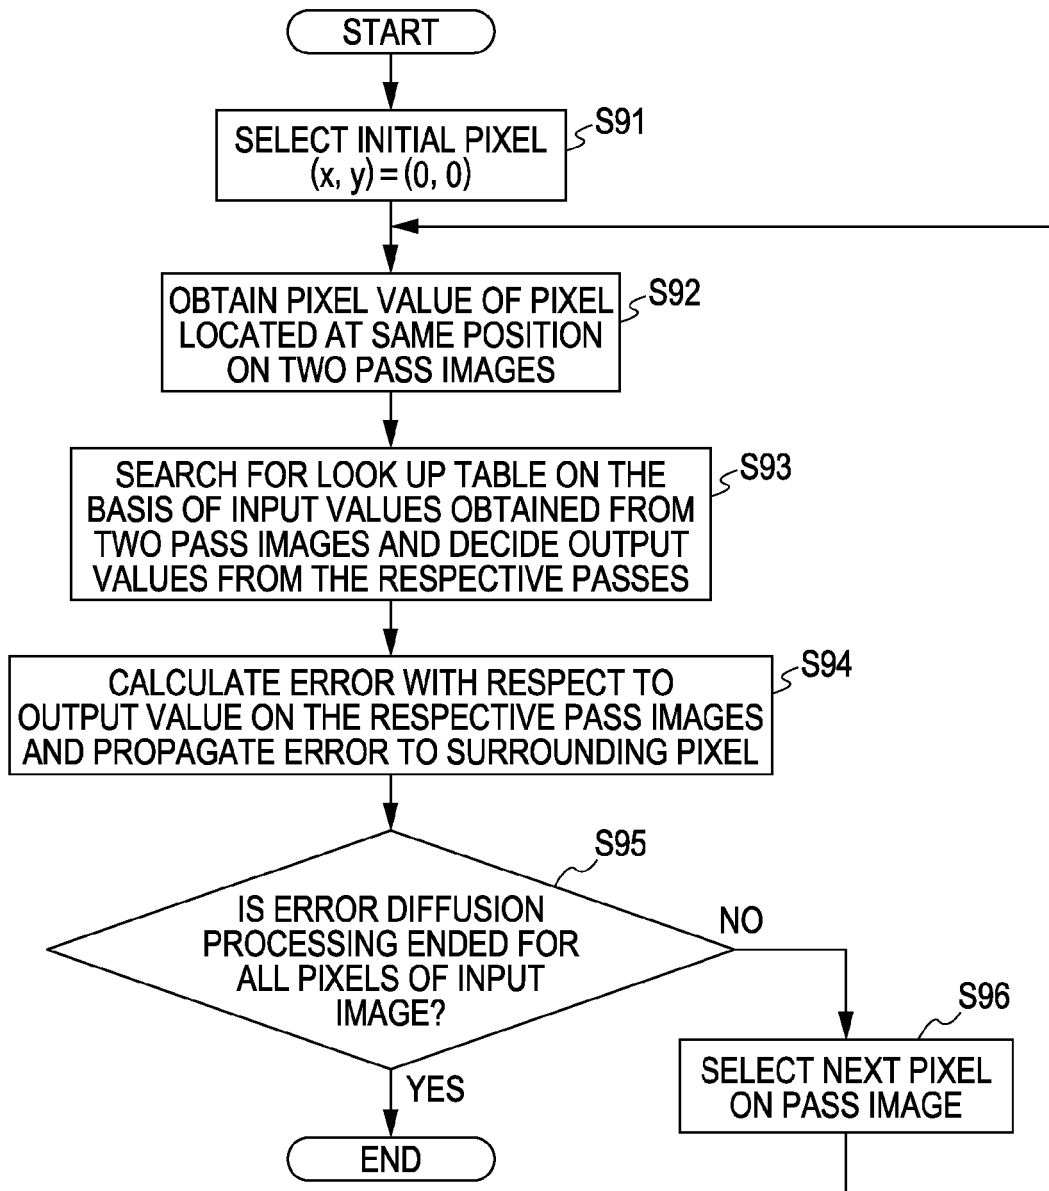 START
S91
SELECT INITIAL PIXEL
(x, y) = (0, 0)
S92
OBTAIN PIXEL VALUE OF PIXEL
LOCATED AT SAME POSITION
ON TWO PASS IMAGES
S93
SEARCH FOR LOOK UP TABLE ON THE
BASIS OF INPUT VALUES OBTAINED FROM
TWO PASS IMAGES AND DECIDE OUTPUT
VALUES FROM THE RESPECTIVE PASSES
S94
CALCULATE ERROR WITH RESPECT TO
OUTPUT VALUE ON THE RESPECTIVE PASS IMAGES
AND PROPAGATE ERROR TO SURROUNDING PIXEL
S95
IS ERROR DIFFUSION
PROCESSING ENDED FOR
ALL PIXELS OF INPUT
IMAGE?
NO
S96
SELECT NEXT PIXEL
ON PASS IMAGE
YES
END